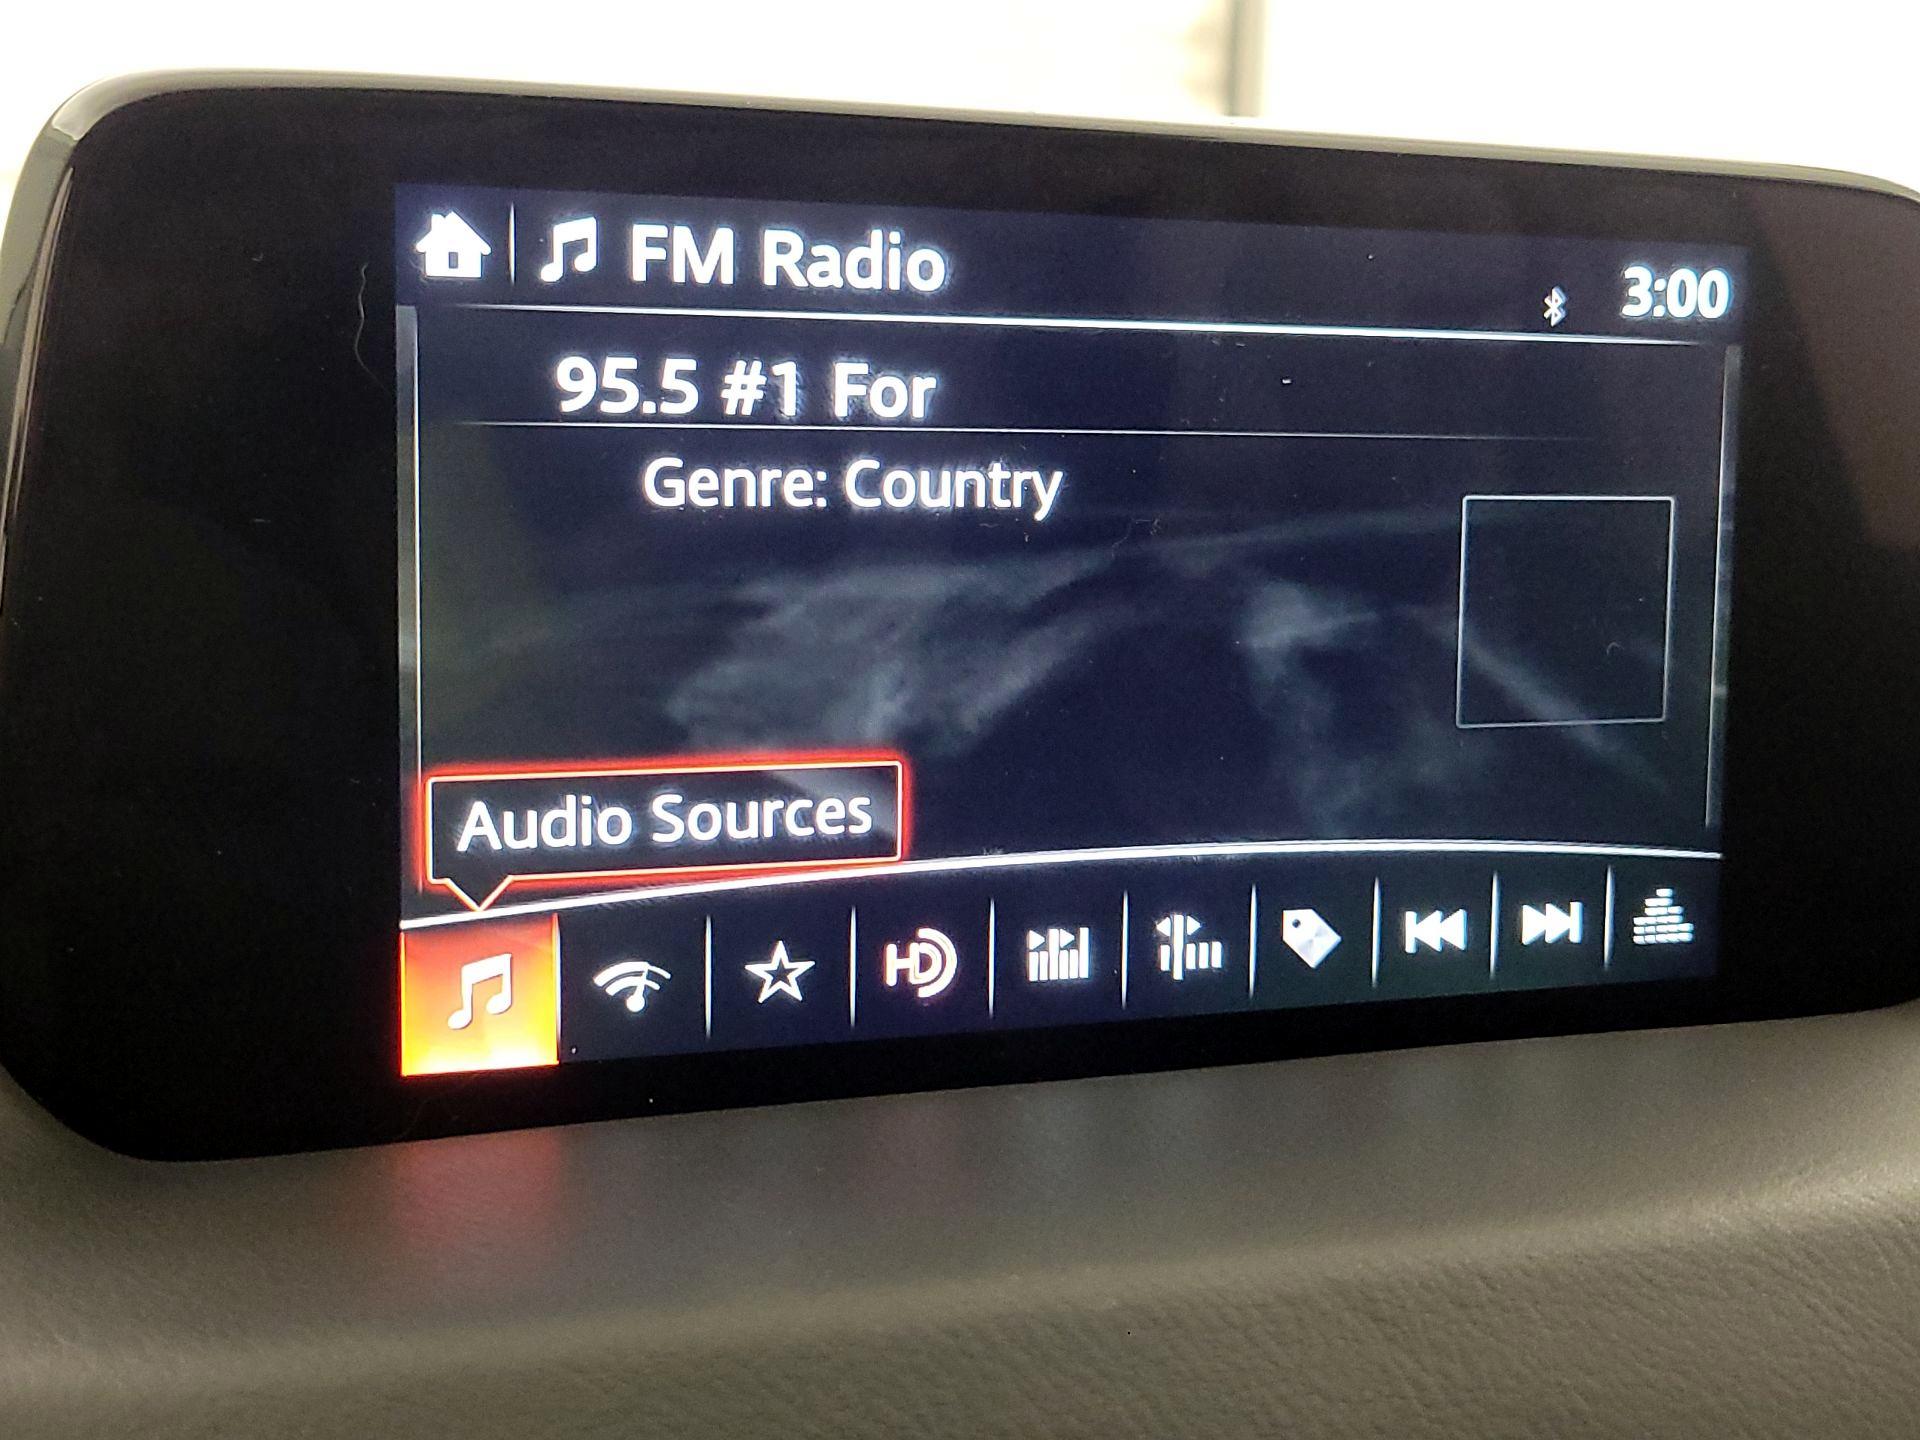 FM Radio
3:00
95.5 #1 For
Genre: Country
Audio Sources
HD